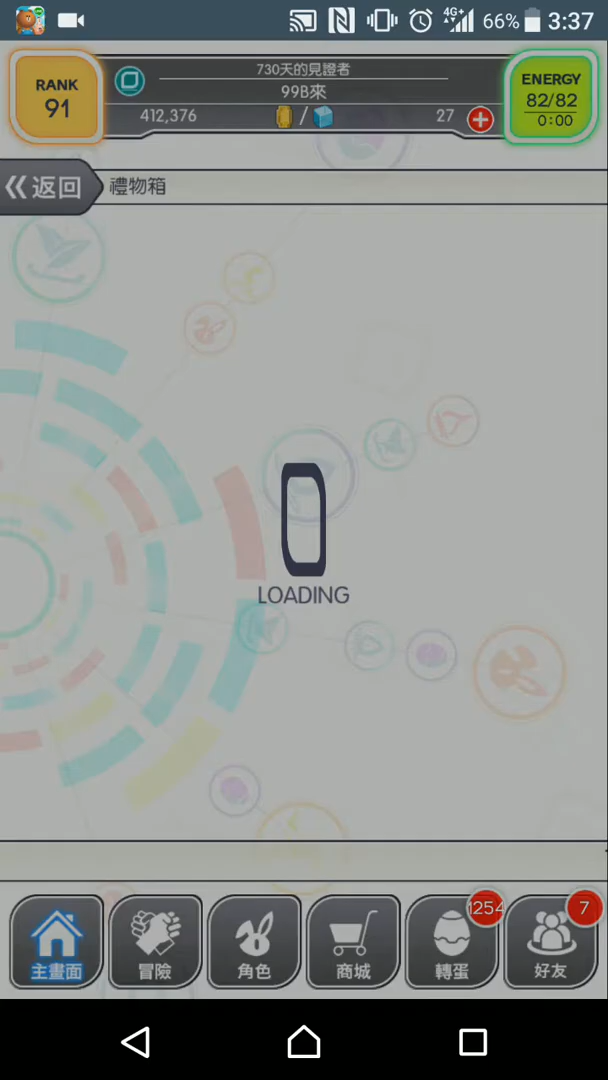 66% 3:37
4G+
RANK
91
730天的見證者
99B來
412,376 / 27
ENERGY
82/82
0:00
返回
禮物箱
LOADING
主畫面
冒險
角色
商城
1254
轉蛋
7
好友